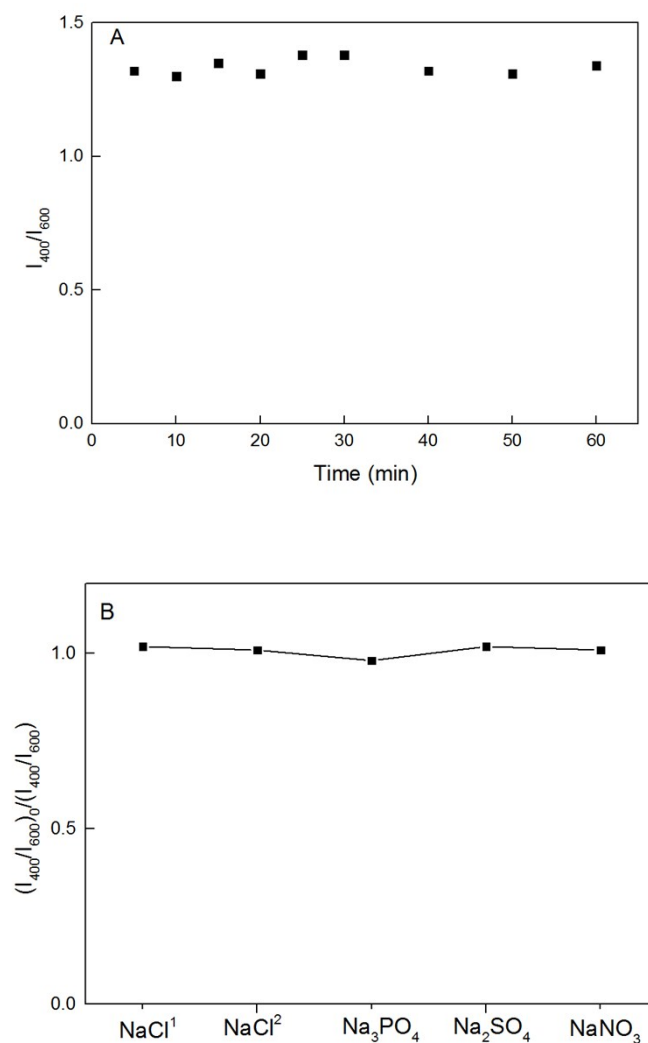 A
1.5
1.0
0.5
0.0
I₄₀₀/I₆₀₀
0 10 20 30 40 50 60
Time (min)
B
1.0
0.5
0.0
(I₄₀₀/I₆₀₀)₀/(I₄₀₀/I₆₀₀)
NaCl¹ NaCl² Na₃PO₄ Na₂SO₄ NaNO₃